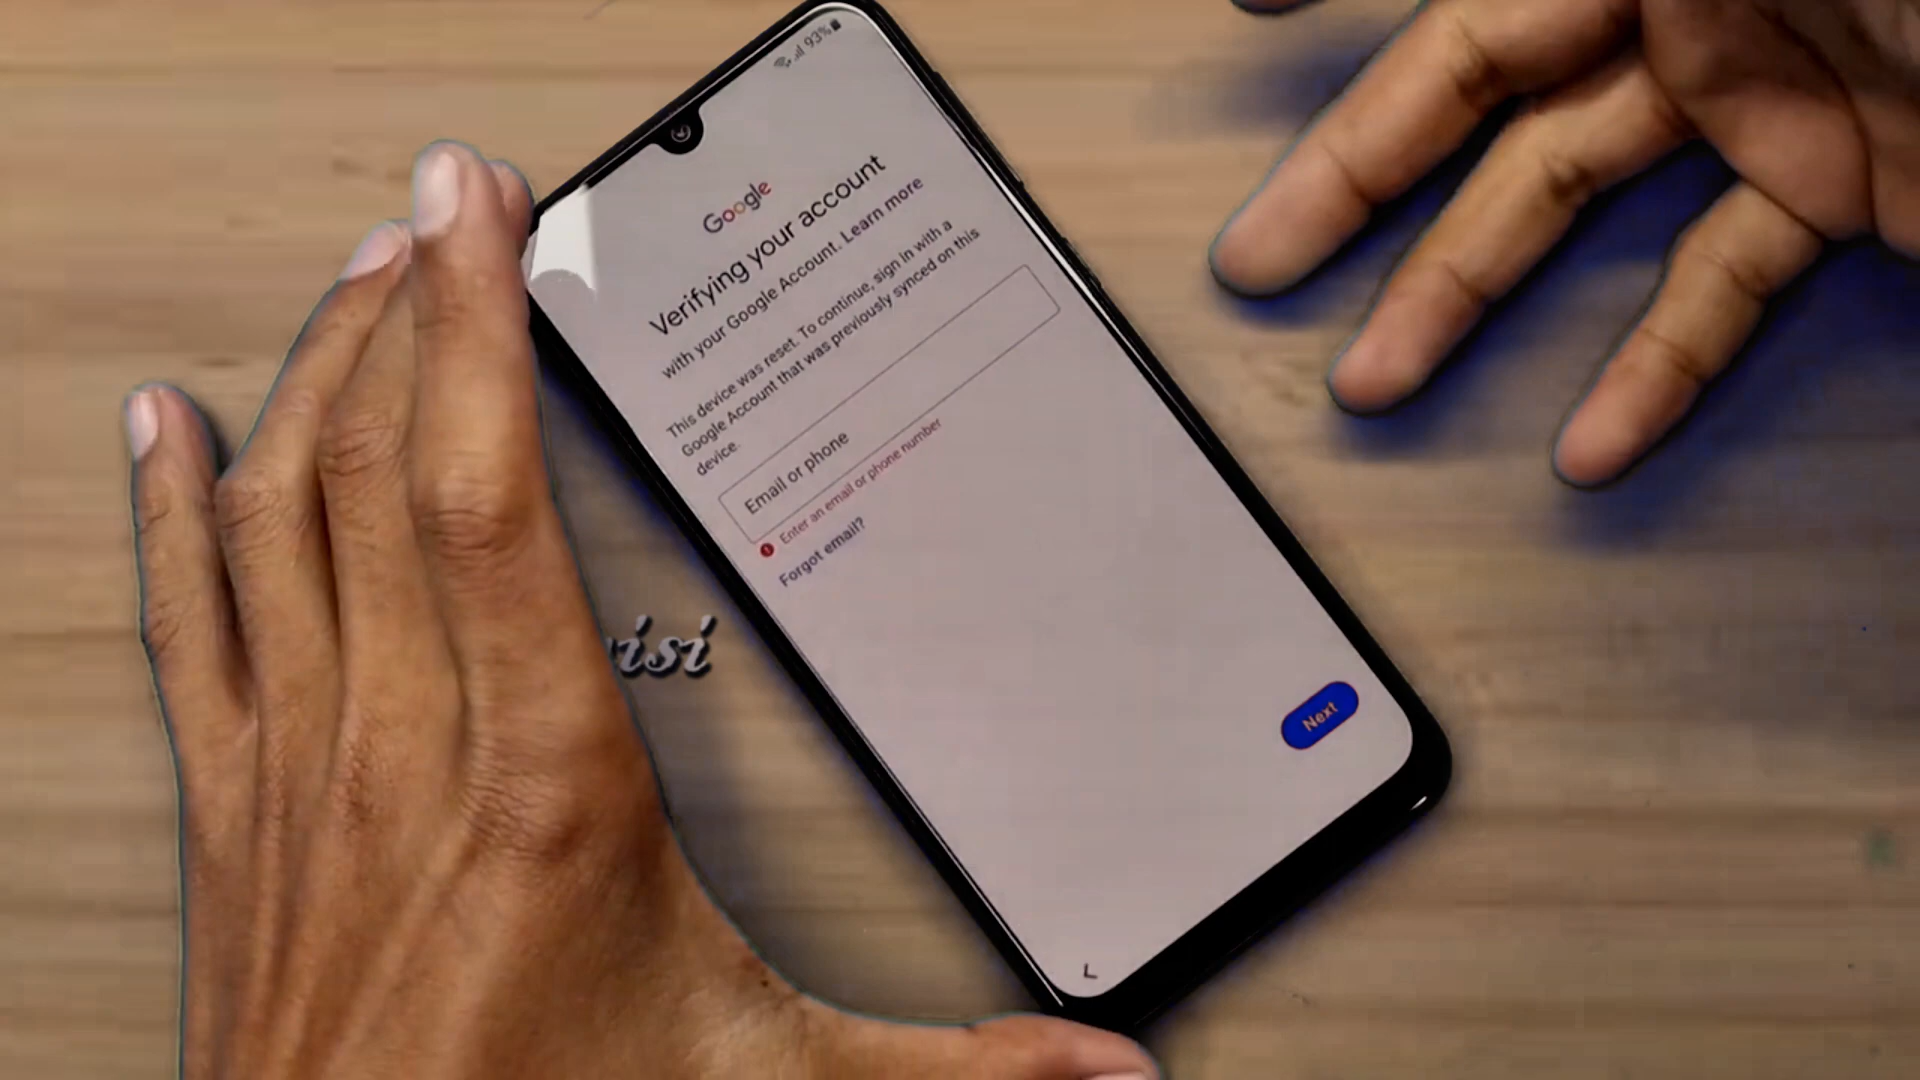 93%
Google
Verifying your account
with your Google Account. Learn more
This device was reset. To continue, sign in with a
Google Account that was previously synced on this
device.
Email or phone
Enter an email or phone number
Forgot email?
Next
isi